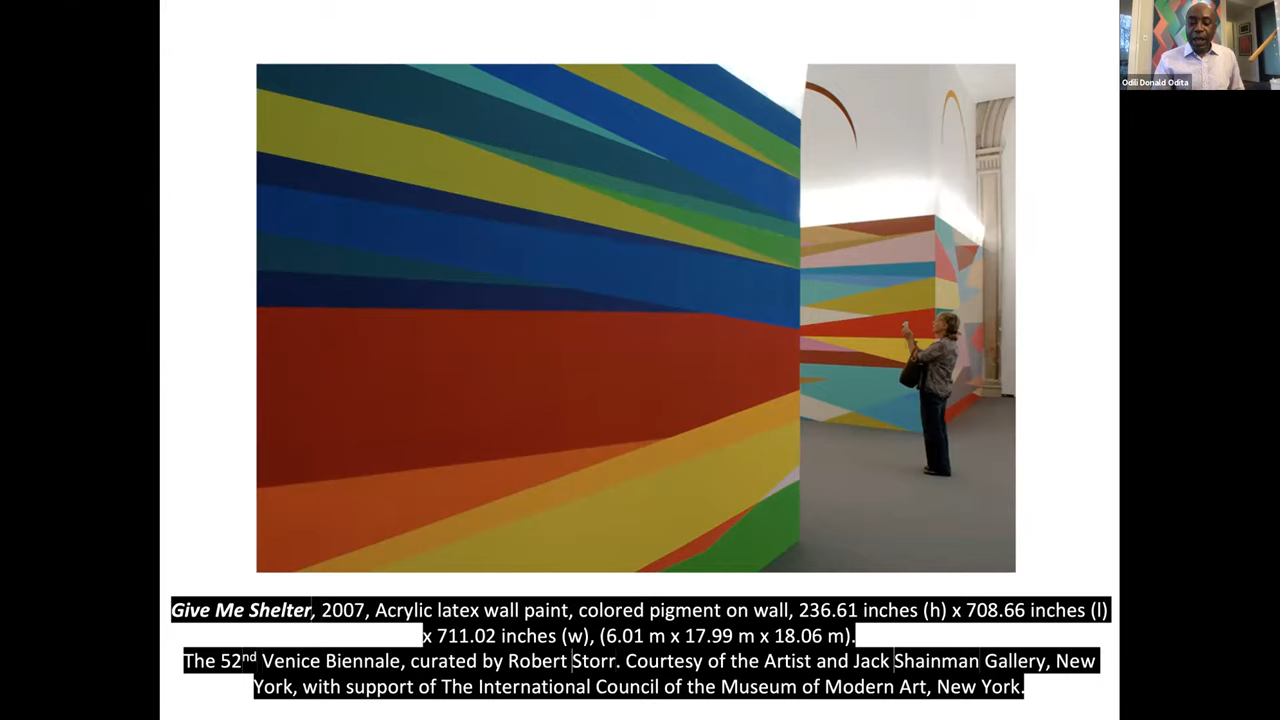 Odili Donald Odita
Give Me Shelter, 2007, Acrylic latex wall paint, colored pigment on wall, 236.61 inches (h) x 708.66 inches (l)
x 711.02 inches (w), (6.01 m x 17.99 m x 18.06 m).
The 52nd Venice Biennale, curated by Robert Storr. Courtesy of the Artist and Jack Shainman Gallery, New
York, with support of The International Council of the Museum of Modern Art, New York.